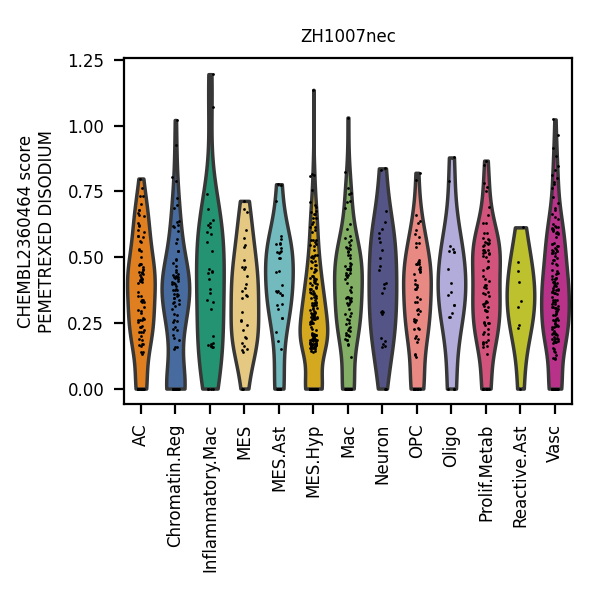 ZH1007nec
CHEMBL2360464 score
PEMETREXED DISODIUM
1.25
1.00
0.75
0.50
0.25
0.00
AC
Chromatin.Reg
Inflammatory.Mac
MES
MES.Ast
MES.Hyp
Mac
Neuron
OPC
Oligo
Prolif.Metab
Reactive.Ast
Vasc